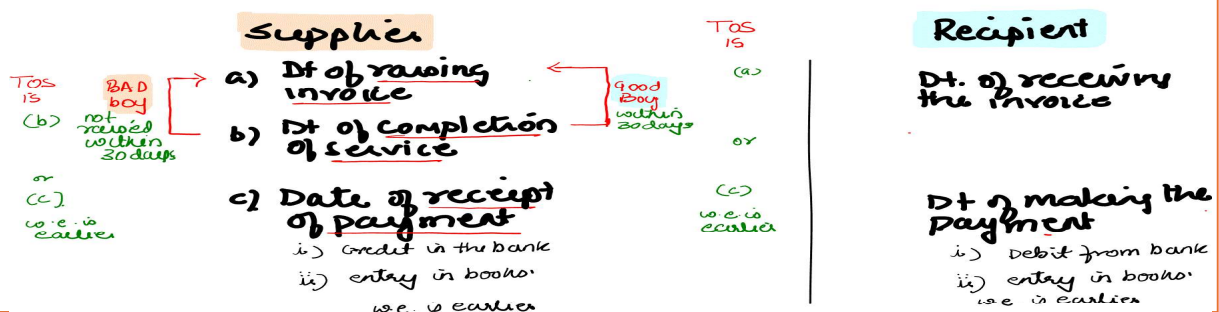 Supplier
TOS
is
Recipient
TOS
is
BAD
boy
a) Dt of raising
invoice
good
Boy
(a)
Dt. of receiving
the invoice
(b)
not
raised
within
30 days
b) Dt of completion
of service
within
30 days
or
or
(c)
w.e. is
earlier
c) Date of receipt
of payment
i) Credit in the bank
ii) entry in books.
w.e. is earlier
(c)
w.e. is
earlier
Dt of making the
payment
i) Debit from bank
ii) entry in books.
w.e is earlier